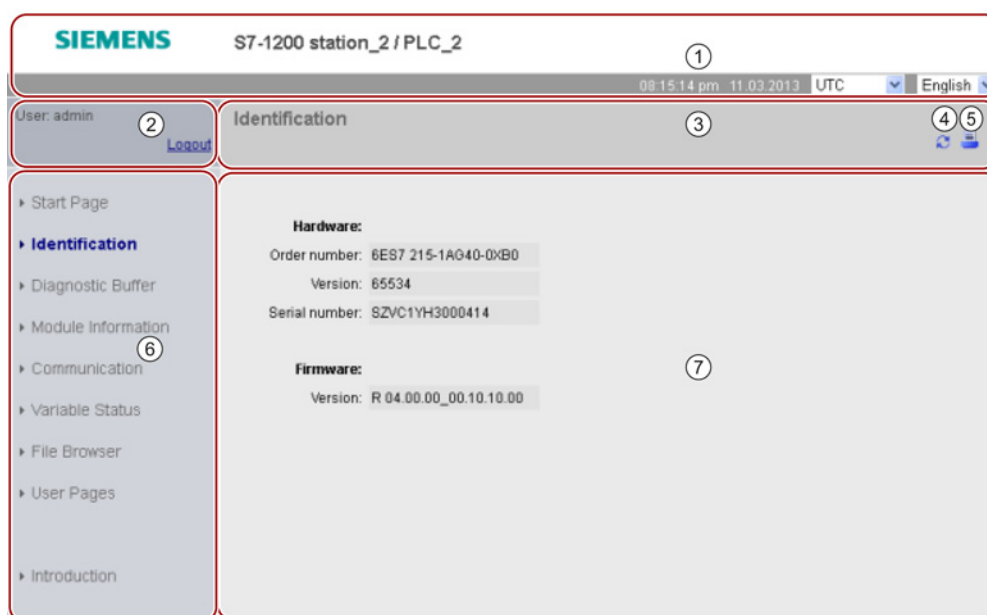 SIEMENS S7-1200 station_2 / PLC_2
①
08:15:14 pm 11.03.2013 UTC English
User: admin
②
Logout
Identification
③
④ ⑤
Start Page
Identification
Diagnostic Buffer
Module Information
⑥
Communication
Variable Status
File Browser
User Pages
Introduction
Hardware:
Order number: 6ES7 215-1AG40-0XB0
Version: 65534
Serial number: SZVC1YH3000414
Firmware:
Version: R 04.00.00_00.10.10.00
⑦